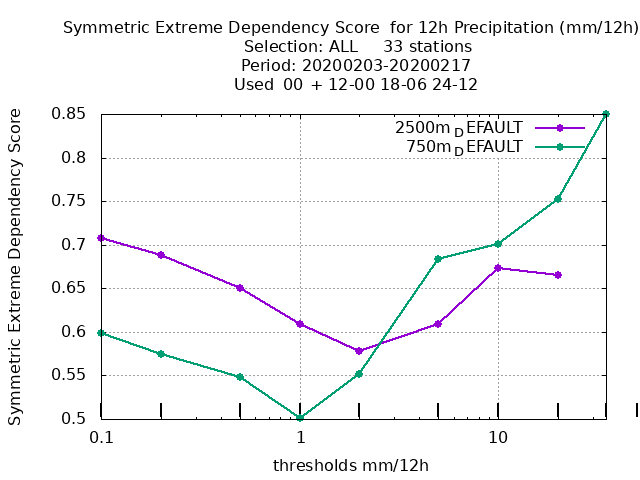 Symmetric Extreme Dependency Score for 12h Precipitation (mm/12h)
Selection: ALL 33 stations
Period: 20200203-20200217
Used 00 + 12-00 18-06 24-12
2500mDEFAULT
750mDEFAULT
Symmetric Extreme Dependency Score
0.85
0.8
0.75
0.7
0.65
0.6
0.55
0.5
0.1 1 10
thresholds mm/12h